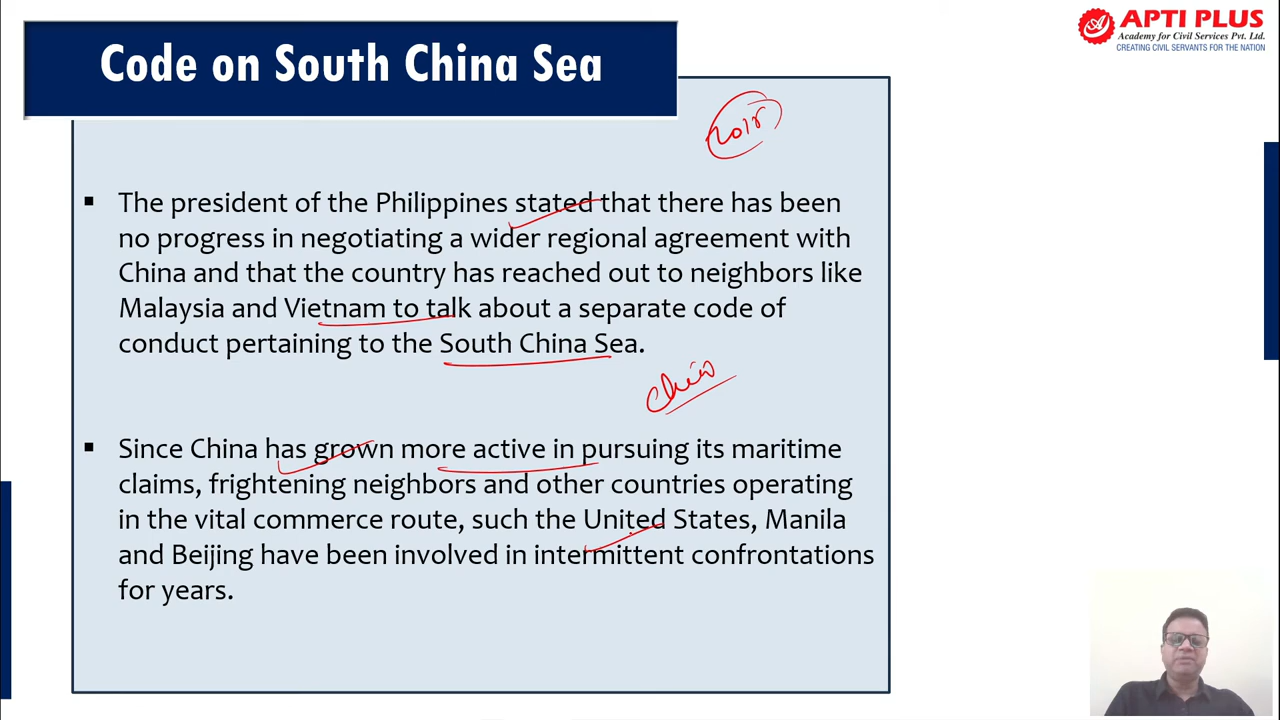 APTI PLUS
Academy for Civil Services Pvt. Ltd.
CREATING CIVIL SERVANTS FOR THE NATION
Code on South China Sea
▪ The president of the Philippines stated that there has been
no progress in negotiating a wider regional agreement with
China and that the country has reached out to neighbors like
Malaysia and Vietnam to talk about a separate code of
conduct pertaining to the South China Sea.
▪ Since China has grown more active in pursuing its maritime
claims, frightening neighbors and other countries operating
in the vital commerce route, such the United States, Manila
and Beijing have been involved in intermittent confrontations
for years.